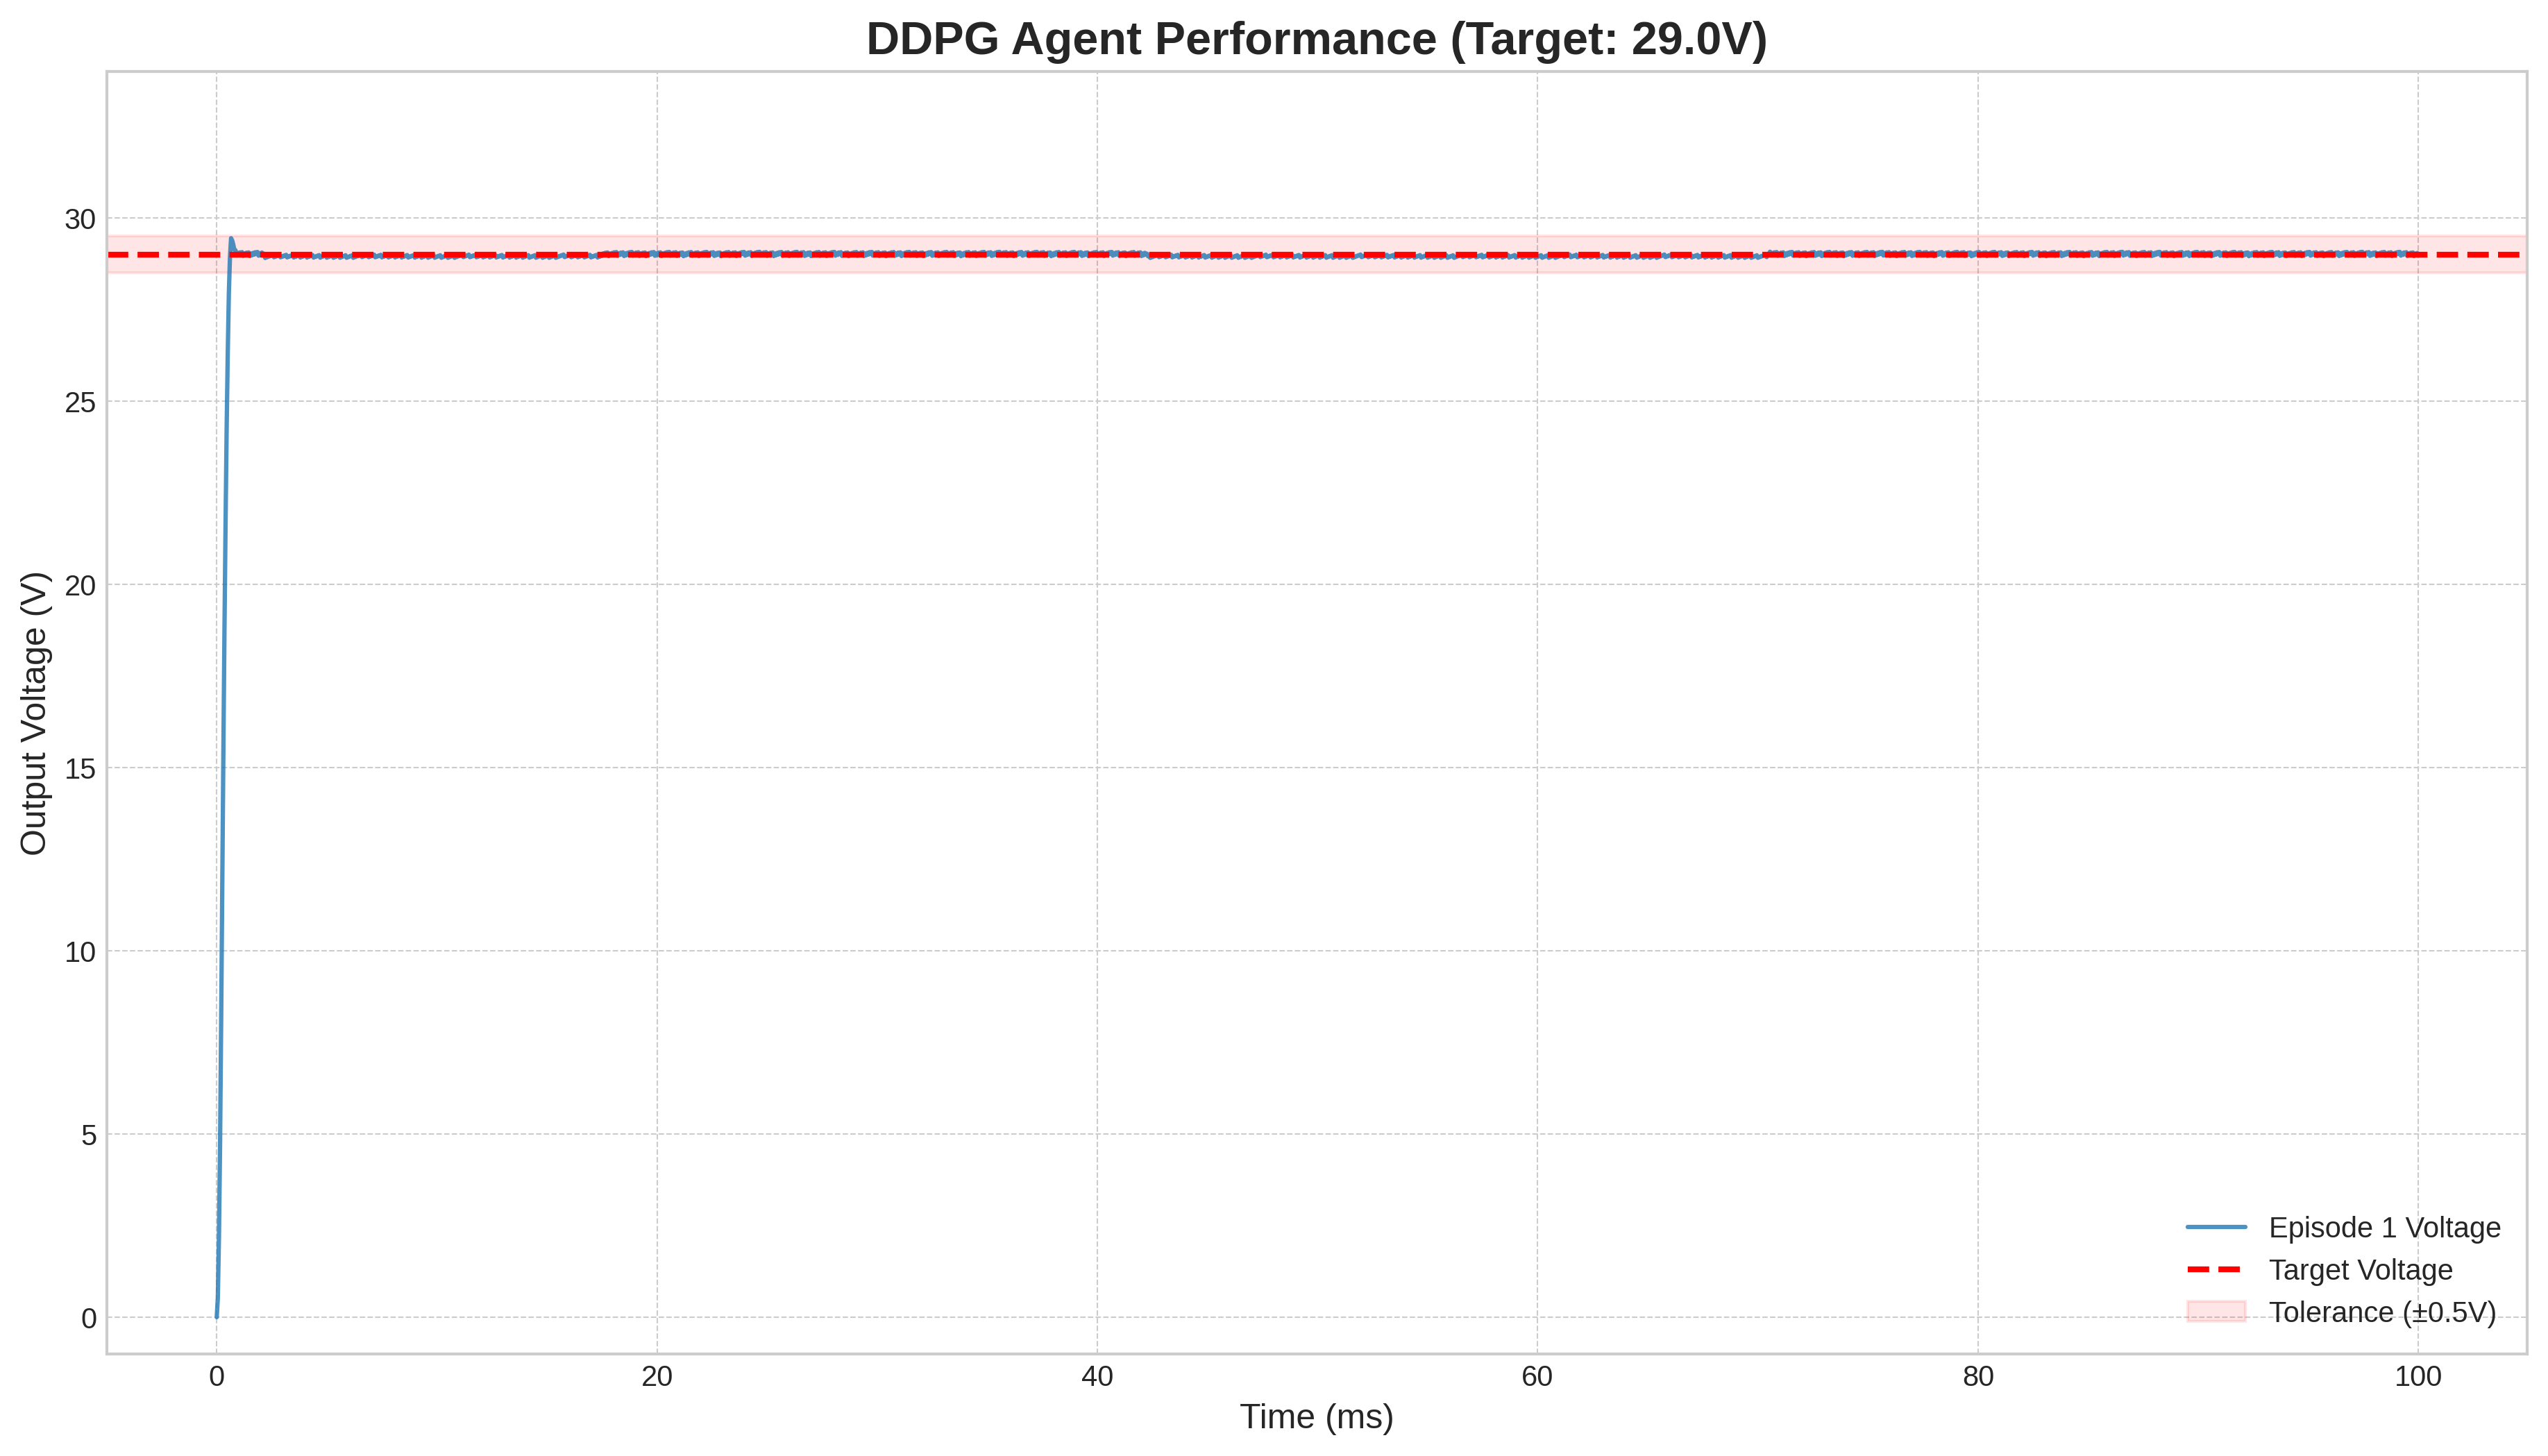 DDPG Agent Performance (Target: 29.0V)
Output Voltage (V)
30
25
20
15
10
5
0
0 20 40 60 80 100
Time (ms)
Episode 1 Voltage
Target Voltage
Tolerance (±0.5V)